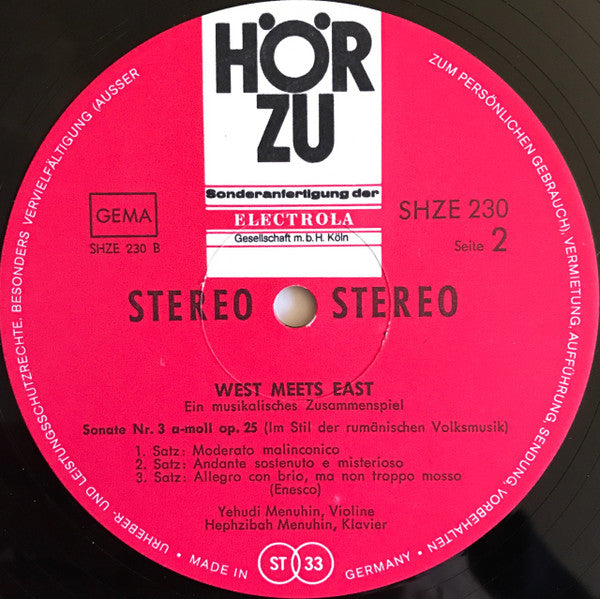 HÖR
ZU
Sonderanfertigung der
ELECTROLA
Gesellschaft m.b.H. Köln
GEMA
SHZE 230 B
SHZE 230
Seite 2
STEREO STEREO
WEST MEETS EAST
Ein musikalisches Zusammenspiel
Sonate Nr. 3 a-moll op. 25 (Im Stil der rumänischen Volksmusik)
1. Satz: Moderato malinconico
2. Satz: Andante sostenuto e misterioso
3. Satz: Allegro con brio, ma non troppo mosso
(Enesco)
Yehudi Menuhin, Violine
Hephzibah Menuhin, Klavier
URHEBER- UND LEISTUNGSSCHUTZRECHTE, BESONDERS VERVIELFÄLTIGUNG (AUSSER ZUM PERSÖNLICHEN GEBRAUCH), VERMIETUNG, AUFFÜHRUNG, SENDUNG, VORBEHALTEN
• MADE IN ST 33 GERMANY •